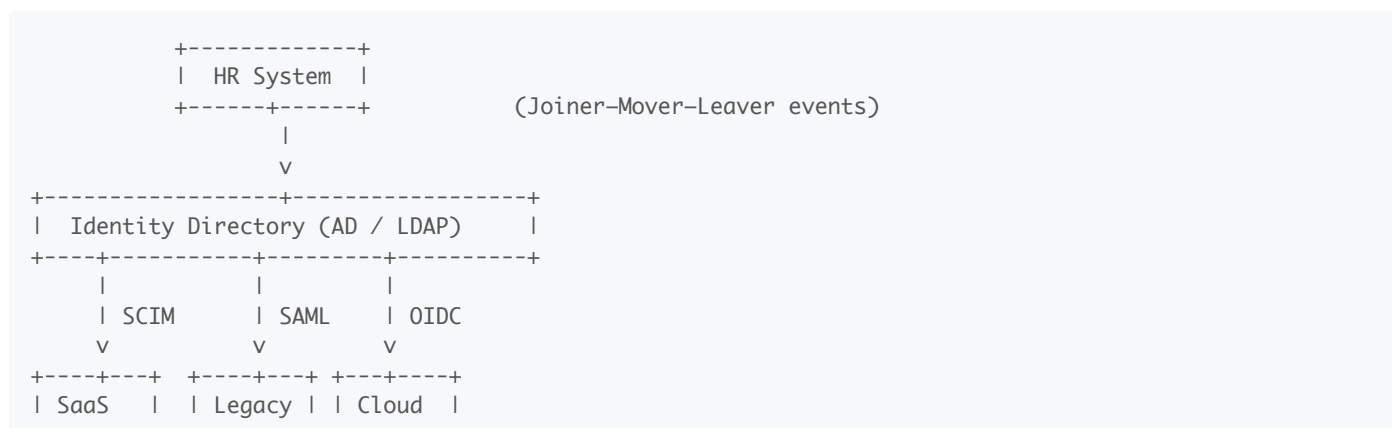 +-------------+
|  HR System  |
+------+------+           (Joiner–Mover–Leaver events)
|
v
+------------------+------------------+
|  Identity Directory (AD / LDAP)     |
+----+-----------+---------+----------+
|           |         |
| SCIM      | SAML    | OIDC
v           v         v
+----+---+  +----+---+ +---+----+
| SaaS   |  | Legacy | | Cloud  |